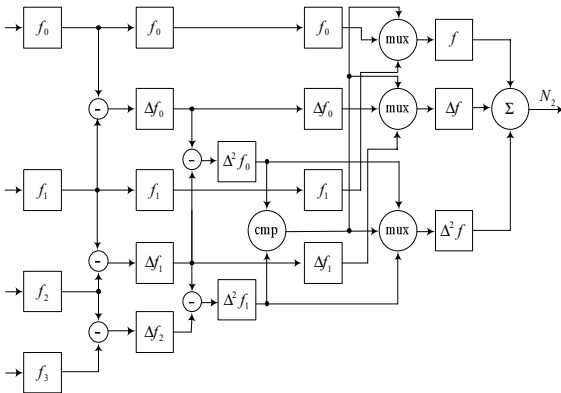 f₀ f₀ f₀ mux f
- Δf₀ Δf₀ mux Δf Σ N₂
- Δ²f₀
f₁ f₁ f₁
cmp mux Δ²f
- Δf₁ Δf₁
f₂ - Δ²f₁
- Δf₂
f₃